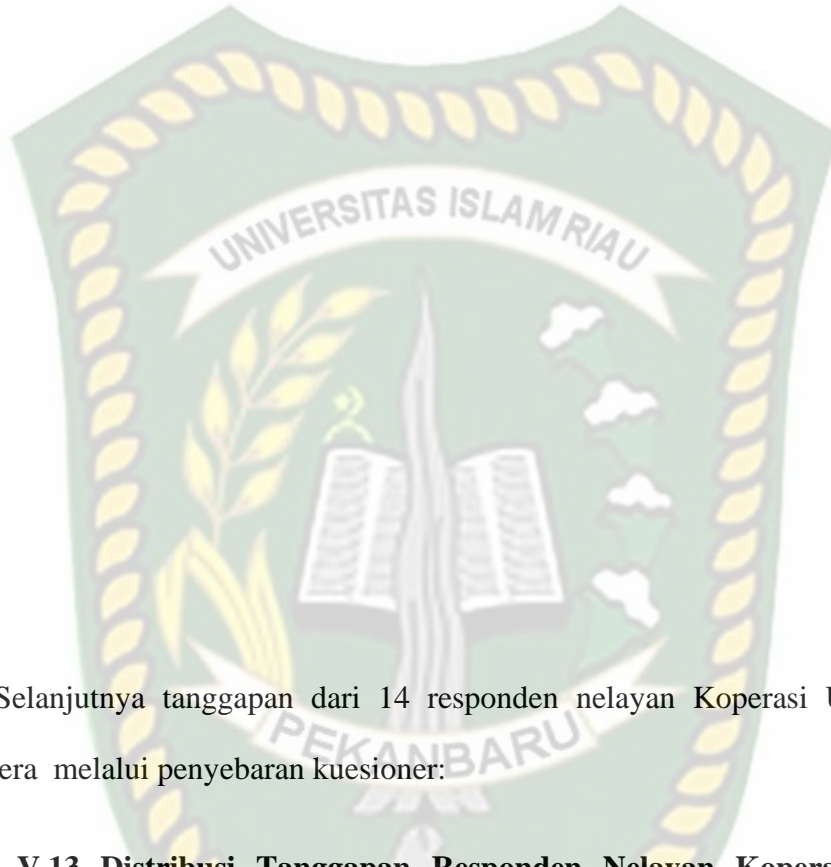 UNIVERSITAS ISLAM RIAU
Selanjutnya tanggapan dari 14 responden nelayan Koperasi
era melalui penyebaran kuesioner:
PEKANBARU
V.13 Distribusi Tanggapan Responden Nelayan